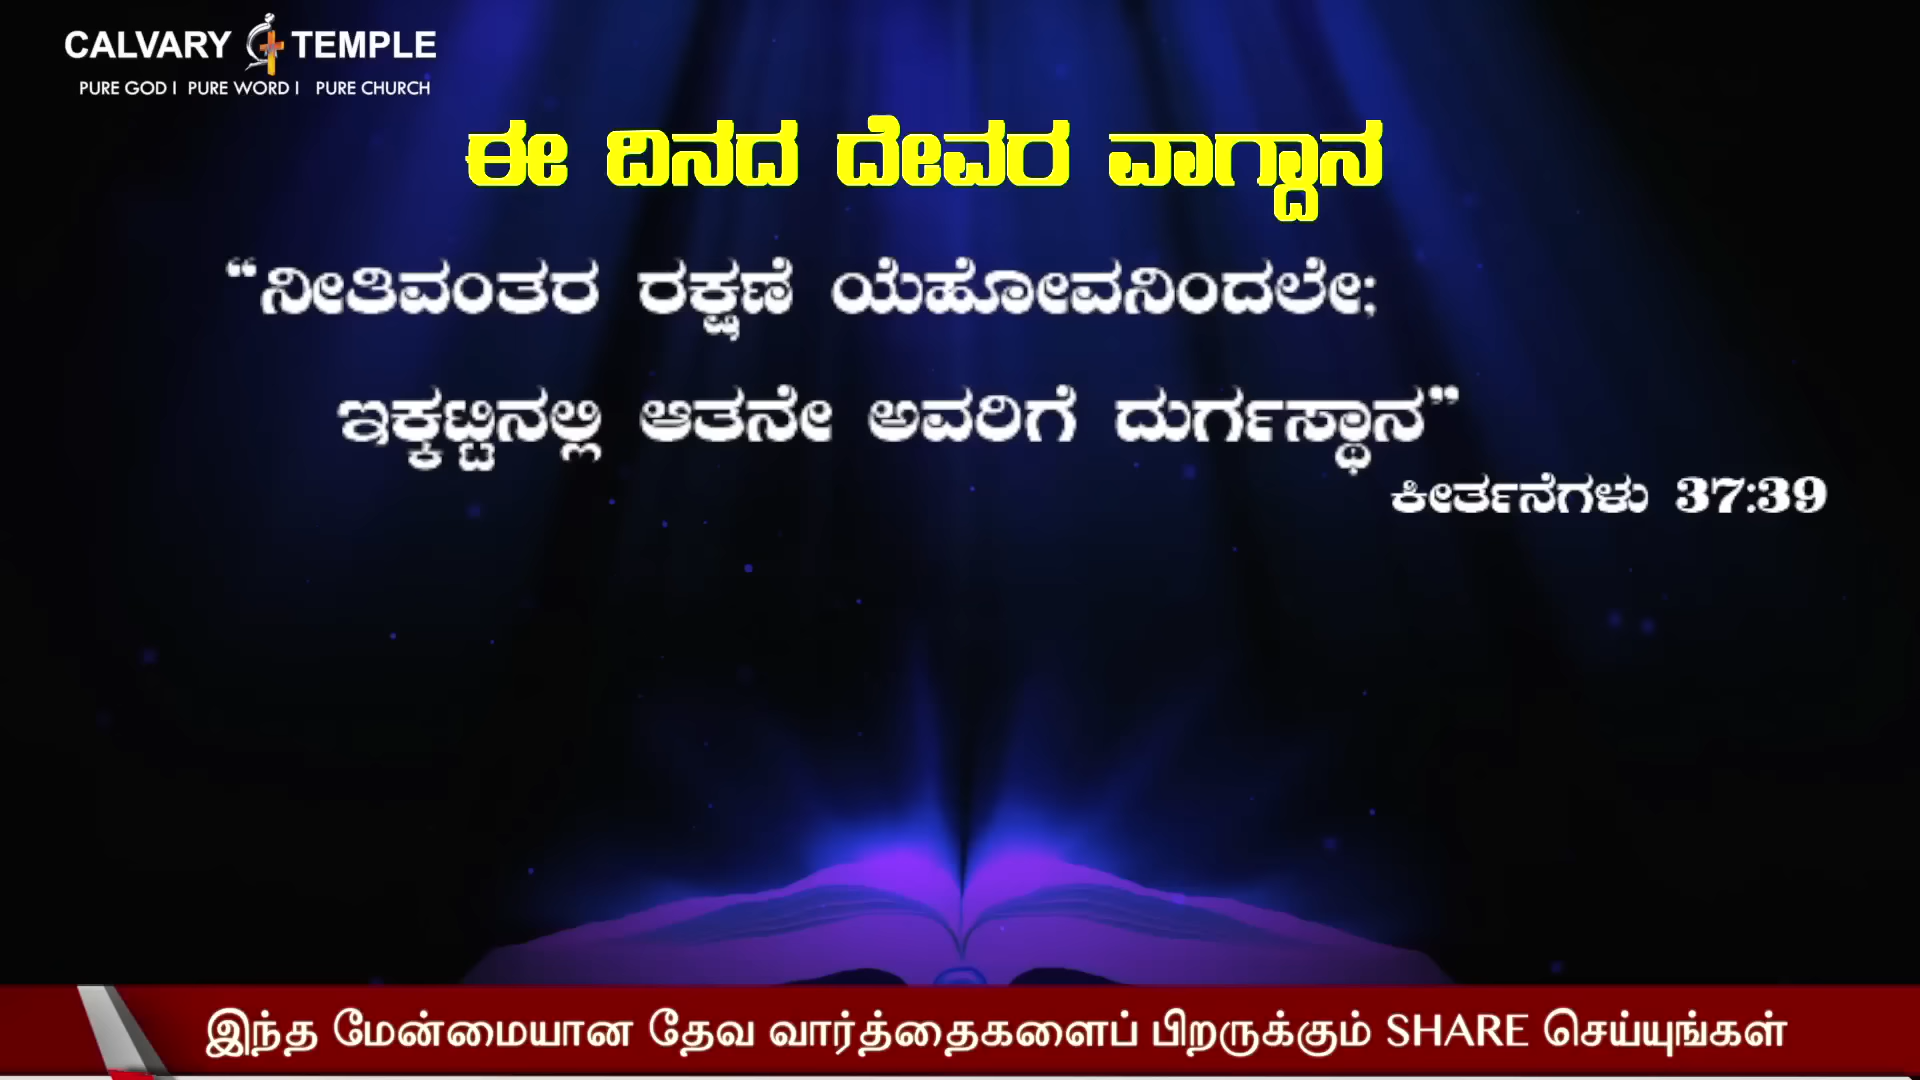 CALVARY TEMPLE
PURE GOD I PURE WORD I PURE CHURCH
ಈ ದಿನದ ದೇವರ ವಾಗ್ದಾನ
“ನೀತಿವಂತರ ರಕ್ಷಣೆ ಯೆಹೋವನಿಂದಲೇ;
ಇಕ್ಕಟ್ಟಿನಲ್ಲಿ ಆತನೇ ಅವರಿಗೆ ದುರ್ಗಸ್ಥಾನ”
ಕೀರ್ತನೆಗಳು 37:39
இந்த மேன்மையான தேவ வார்த்தைகளைப் பிறருக்கும் SHARE செய்யுங்கள்